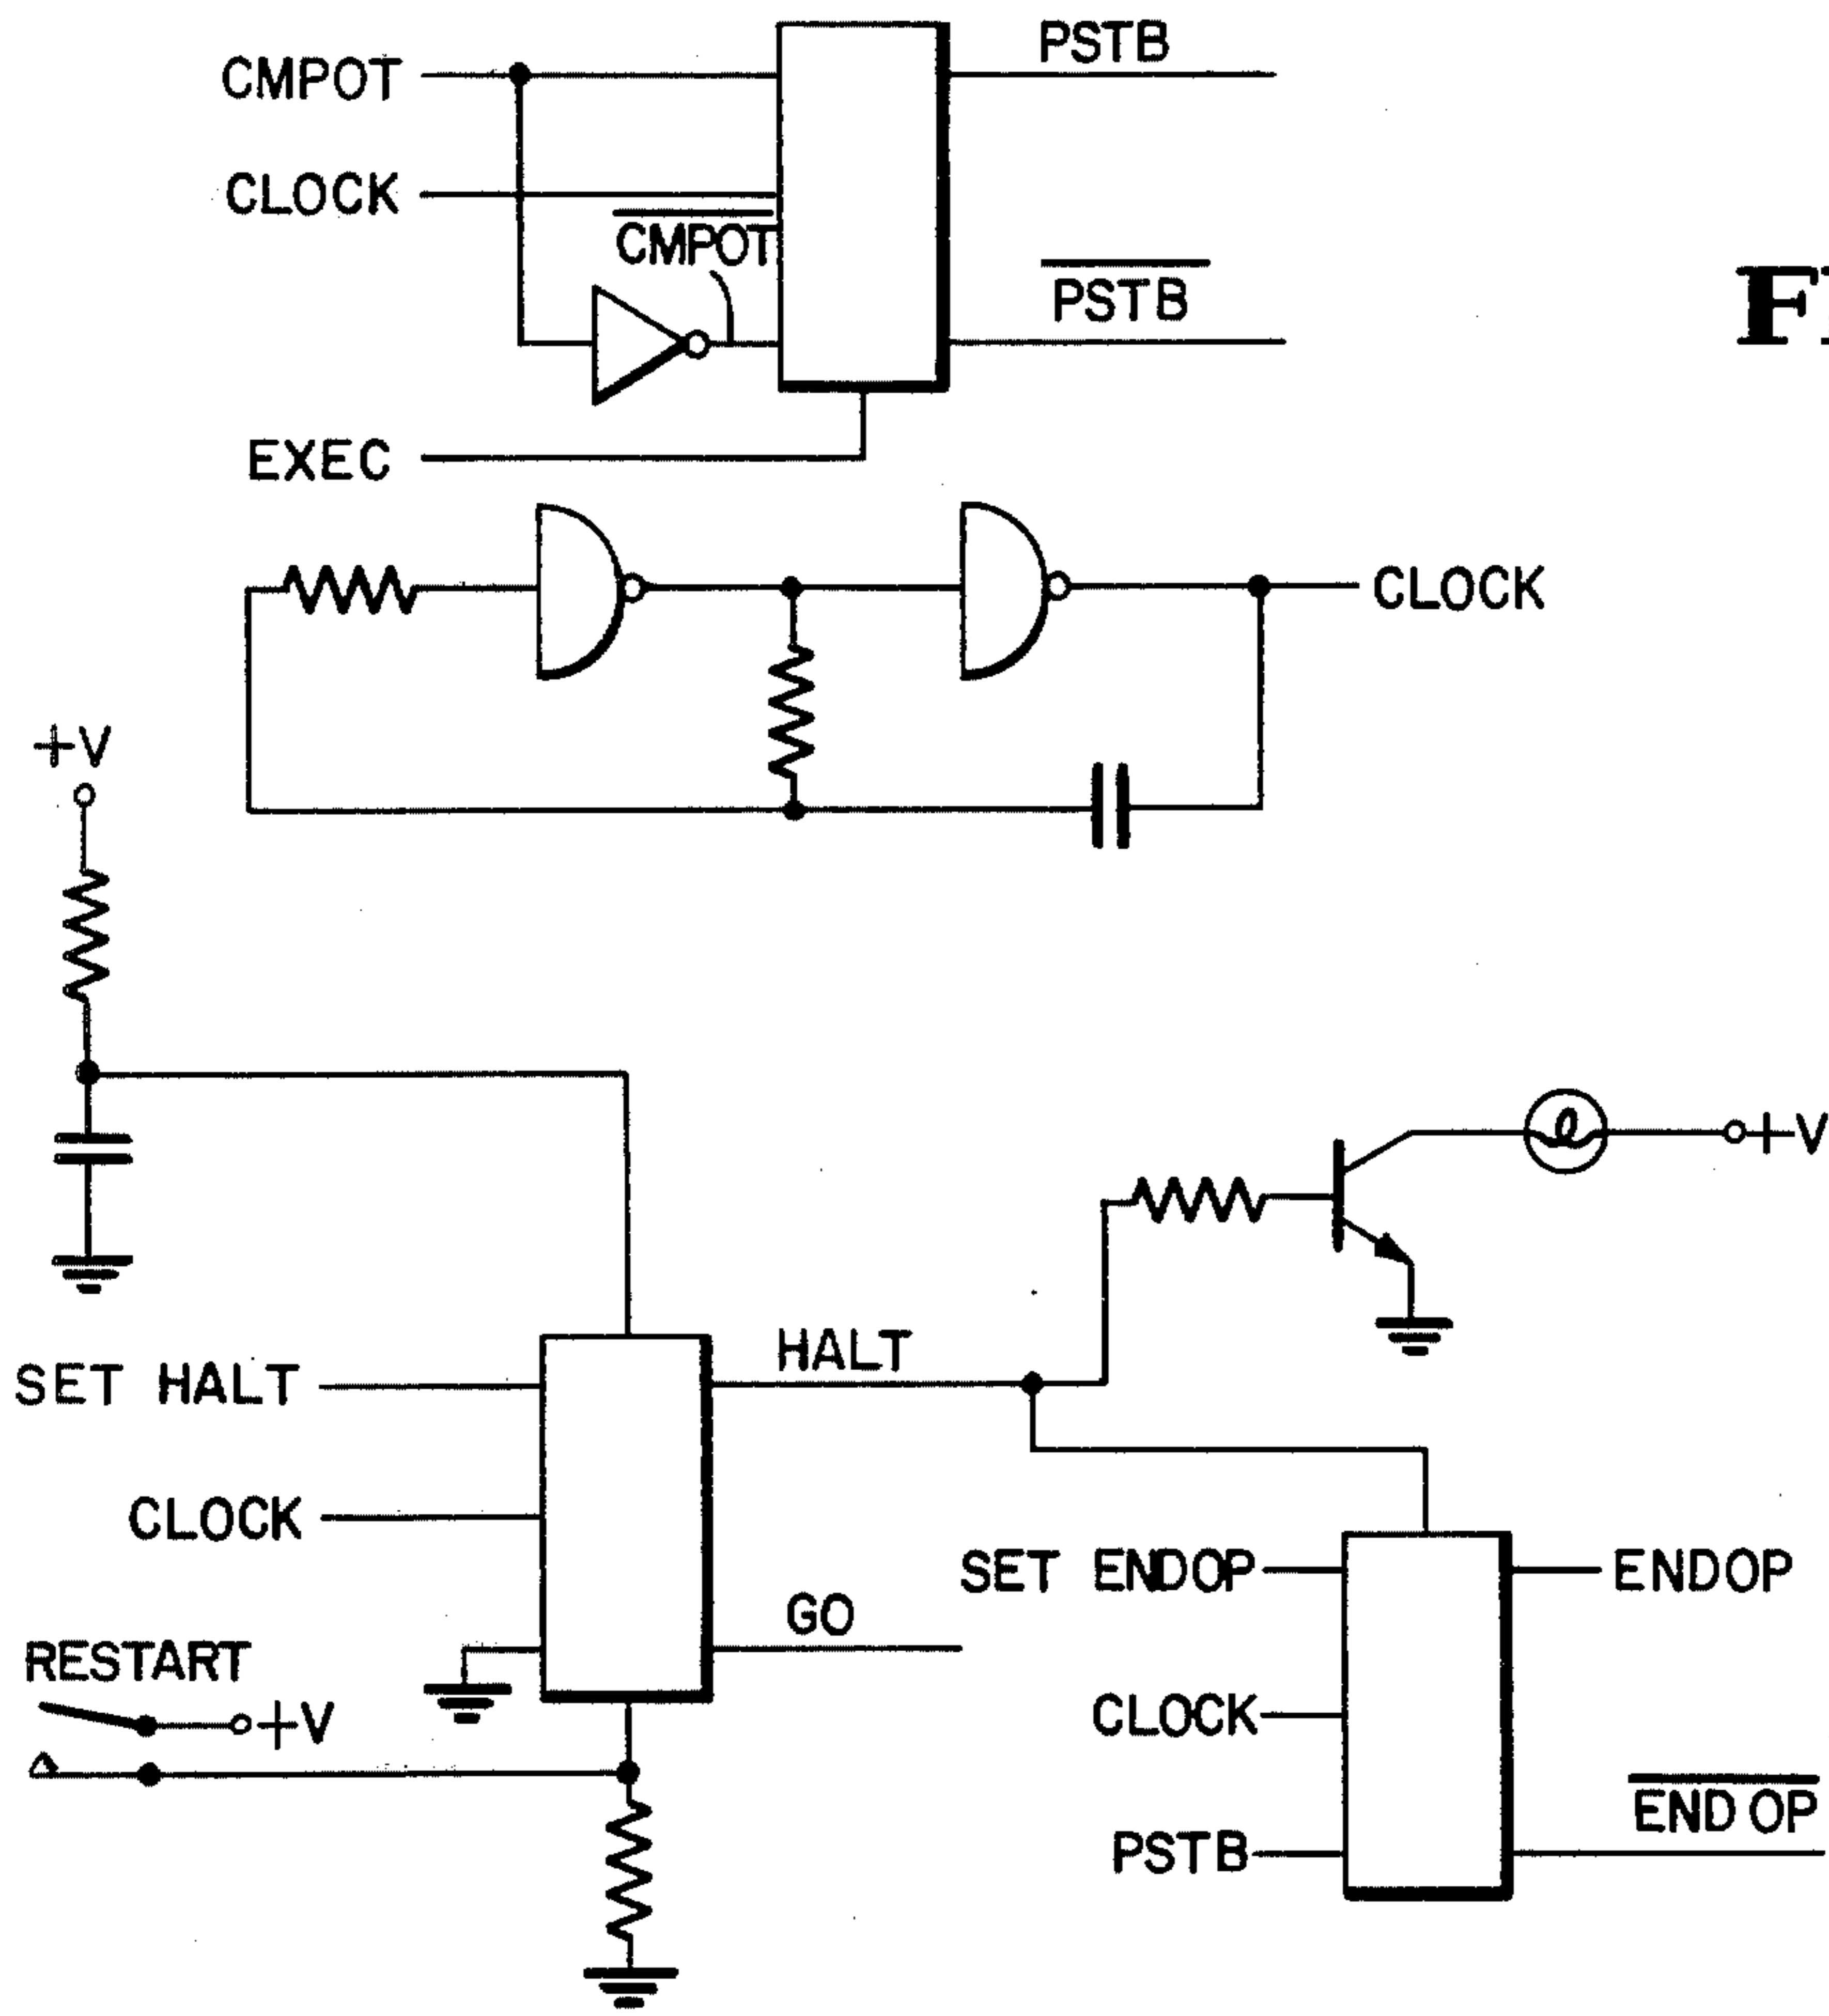 CMPOT
PSTB
CLOCK
CMPOT
PSTB
EXEC
CLOCK
+V
+V
SET HALT
HALT
CLOCK
SET ENDOP
ENDOP
GO
RESTART
+V
CLOCK
PSTB
END OP